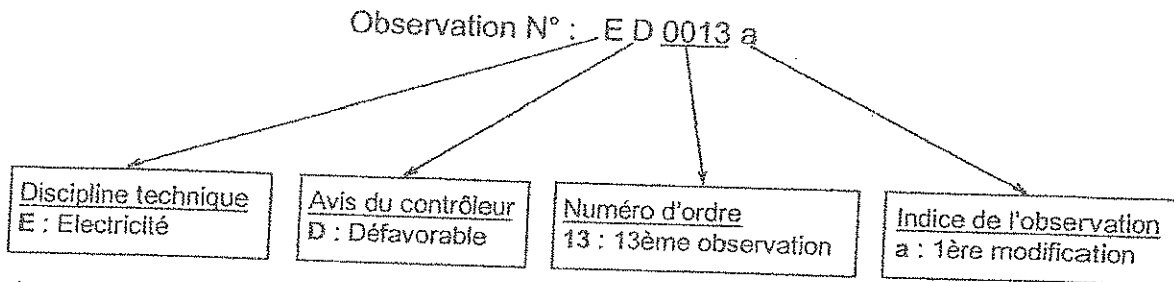 Observation N° : E D 0013 a
Discipline technique
E : Electricité
Avis du contrôleur
D : Défavorable
Numéro d'ordre
13 : 13ème observation
Indice de l'observation
a : 1ère modification